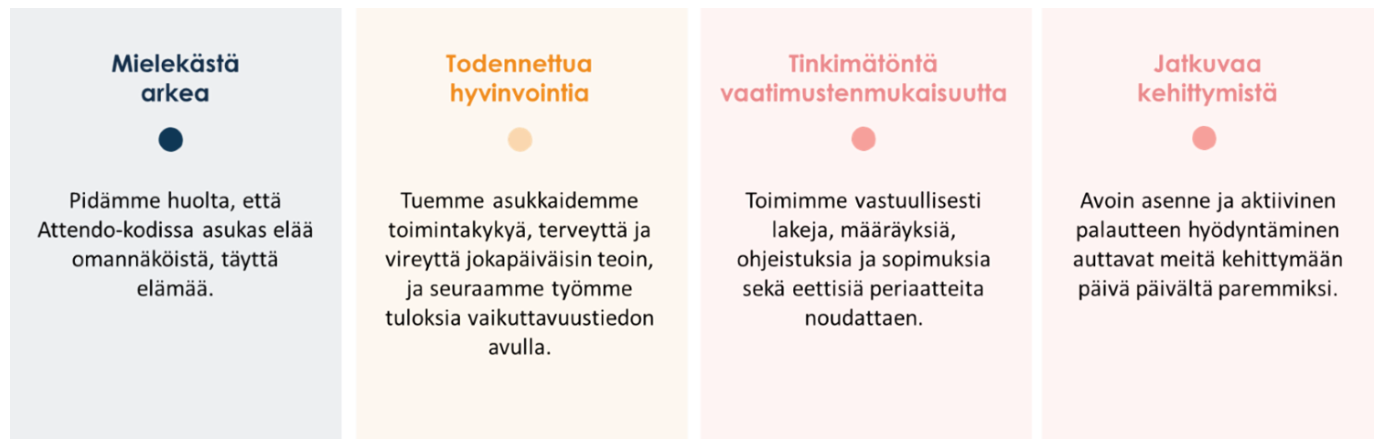 Mielekästä
arkea
Pidämme huolta, että
Attendo-kodissa asukas elää
omannäköistä, täyttä
elämää.
Todennettua
hyvinvointia
Tuemme asukkaidemme
toimintakykyä, terveyttä ja
vireyttä jokapäiväisin teoin,
ja seuraamme työmme
tuloksia vaikuttavuustiedon
avulla.
Tinkimätöntä
vaatimustenmukaisuutta
Toimimme vastuullisesti
lakeja, määräyksiä,
ohjeistuksia ja sopimuksia
sekä eettisiä periaatteita
noudattaen.
Jatkuvaa
kehittymistä
Avoin asenne ja aktiivinen
palautteen hyödyntäminen
auttavat meitä kehittymään
päivä päivältä paremmiksi.